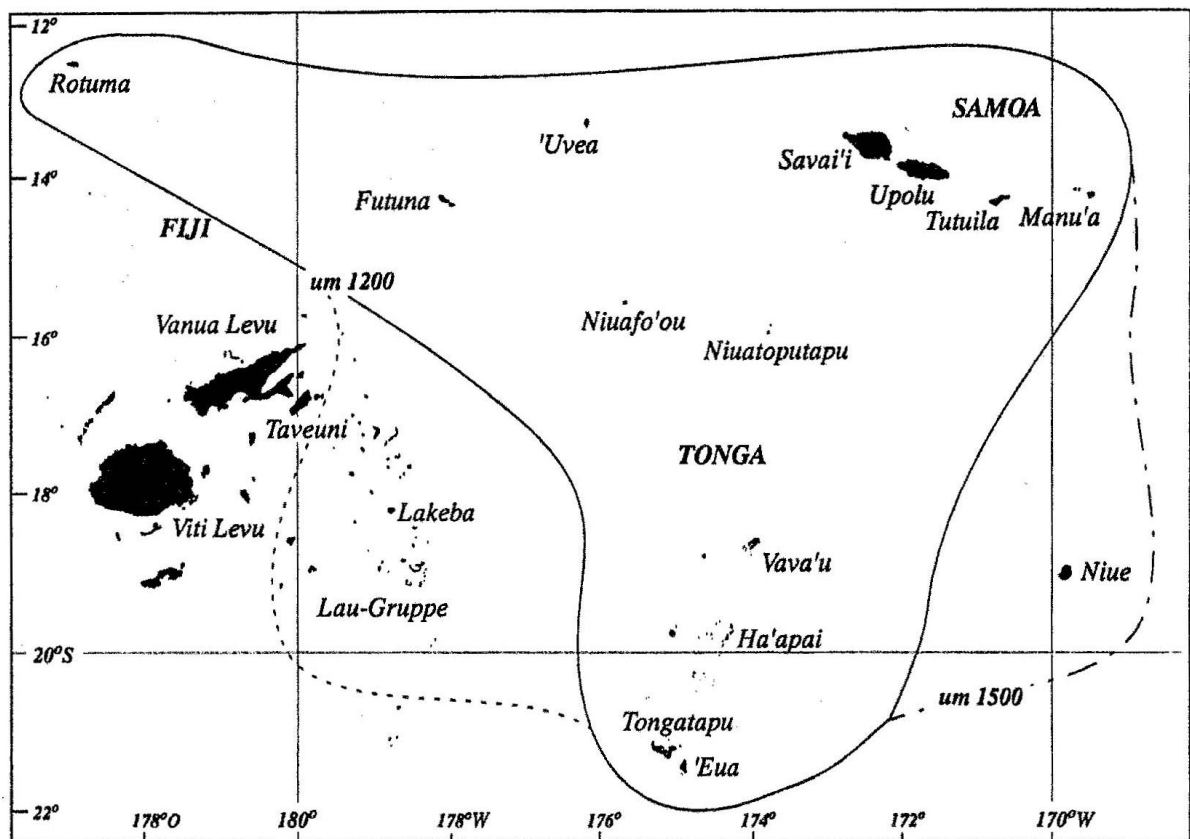 12°
Rotuma
SAMOA
'Uvea
Savai'i
14°
Futuna
Upolu
Tutuila
Manu'a
FIJI
um 1200
Vanua Levu
Niuafo'ou
16°
Niuatoputapu
Taveuni
TONGA
18°
Lakeba
Viti Levu
Vava'u
Niue
Lau-Gruppe
Ha'apai
20°S
um 1500
Tongatapu
'Eua
22°
178°O
180°
178°W
176°
174°
172°
170°W